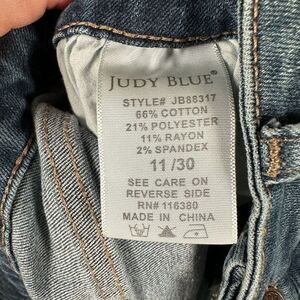 JUDY BLUE®
STYLE# JB88317
66% COTTON
21% POLYESTER
11% RAYON
2% SPANDEX
11/30
SEE CARE ON
REVERSE SIDE
RN# 116380
MADE IN CHINA